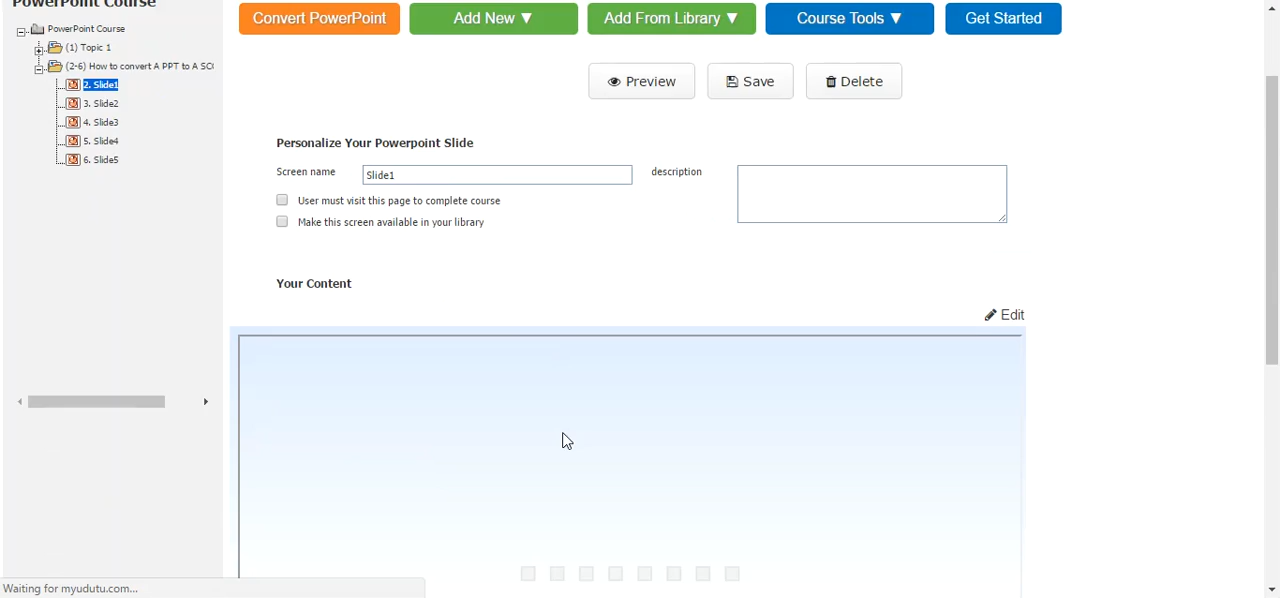 PowerPoint Course
PowerPoint Course
(1) Topic 1
(2-6) How to convert A PPT to A SC
2. Slide1
3. Slide2
4. Slide3
5. Slide4
6. Slide5
Convert PowerPoint
Add New ▼
Add From Library ▼
Course Tools ▼
Get Started
Preview
Save
Delete
Personalize Your Powerpoint Slide
Screen name
Slide1
description
User must visit this page to complete course
Make this screen available in your library
Your Content
Edit
Waiting for myudutu.com...